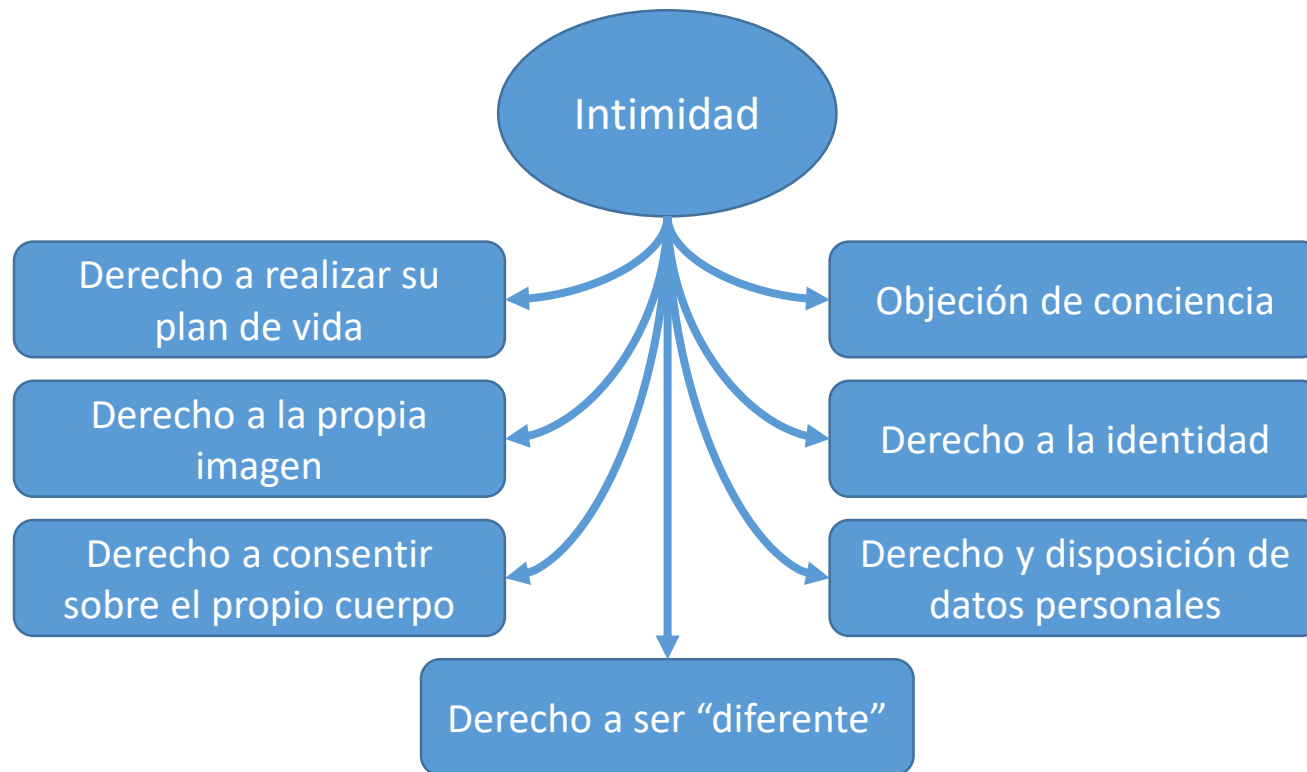 Intimidad
Derecho a realizar su
plan de vida
Objeción de conciencia
Derecho a la propia
imagen
Derecho a la identidad
Derecho a consentir
sobre el propio cuerpo
Derecho y disposición de
datos personales
Derecho a ser “diferente”